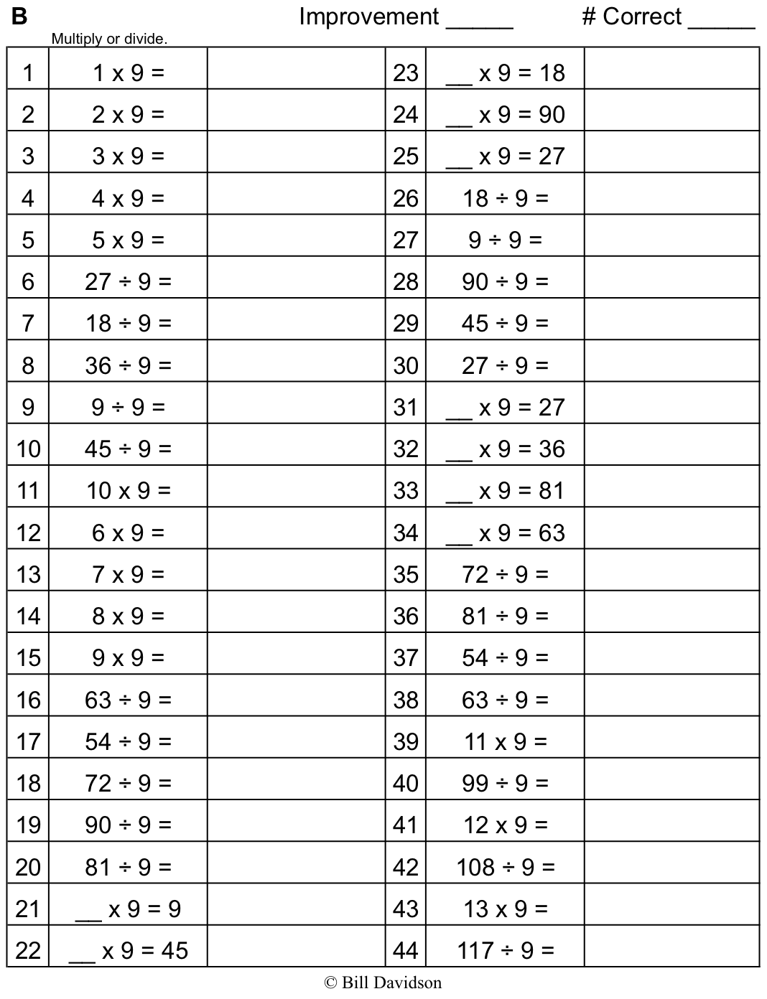 B Improvement _____ # Correct _____
Multiply or divide.
1 1 x 9 = 23 __ x 9 = 18
2 2 x 9 = 24 __ x 9 = 90
3 3 x 9 = 25 __ x 9 = 27
4 4 x 9 = 26 18 ÷ 9 =
5 5 x 9 = 27 9 ÷ 9 =
6 27 ÷ 9 = 28 90 ÷ 9 =
7 18 ÷ 9 = 29 45 ÷ 9 =
8 36 ÷ 9 = 30 27 ÷ 9 =
9 9 ÷ 9 = 31 __ x 9 = 27
10 45 ÷ 9 = 32 __ x 9 = 36
11 10 x 9 = 33 __ x 9 = 81
12 6 x 9 = 34 __ x 9 = 63
13 7 x 9 = 35 72 ÷ 9 =
14 8 x 9 = 36 81 ÷ 9 =
15 9 x 9 = 37 54 ÷ 9 =
16 63 ÷ 9 = 38 63 ÷ 9 =
17 54 ÷ 9 = 39 11 x 9 =
18 72 ÷ 9 = 40 99 ÷ 9 =
19 90 ÷ 9 = 41 12 x 9 =
20 81 ÷ 9 = 42 108 ÷ 9 =
21 __ x 9 = 9 43 13 x 9 =
22 __ x 9 = 45 44 117 ÷ 9 =
© Bill Davidson